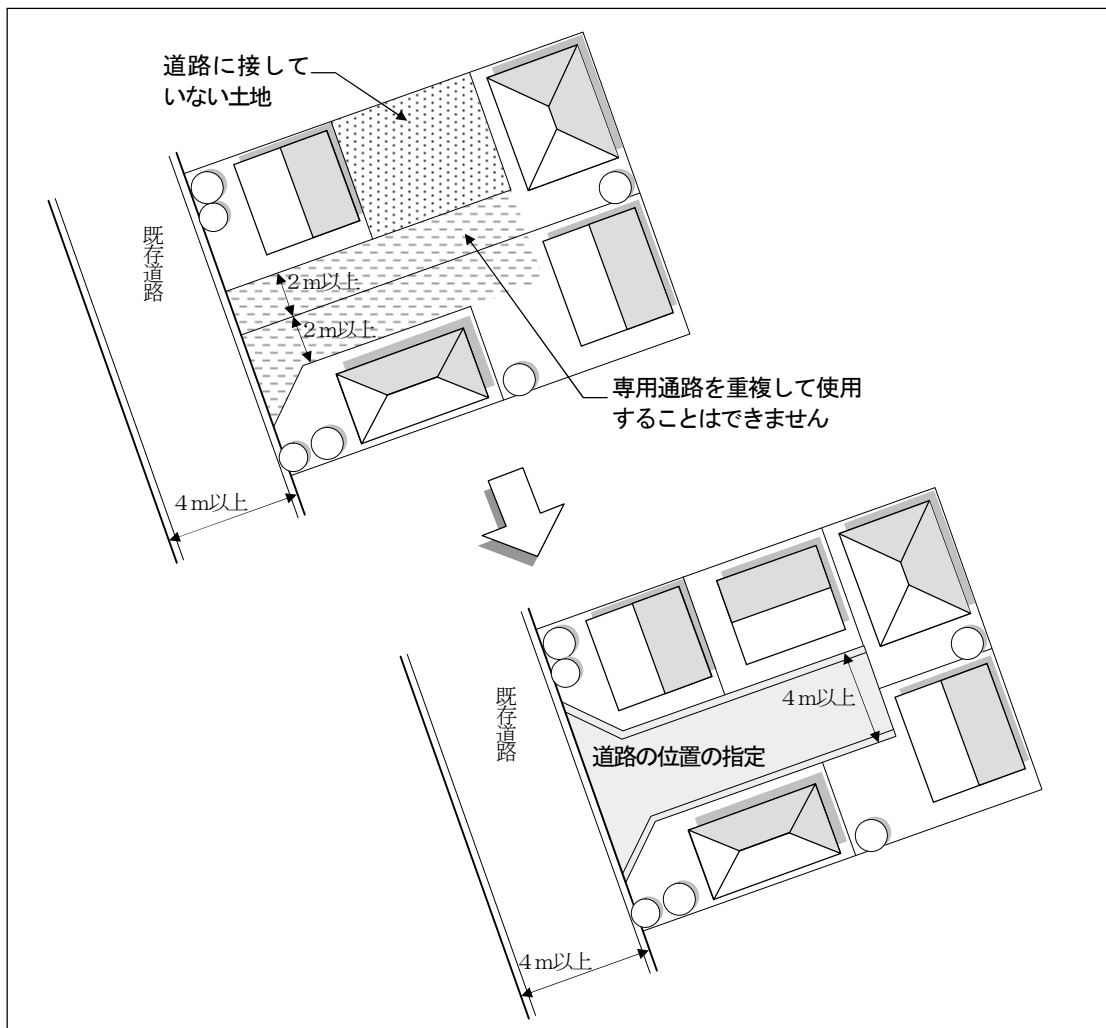 道路に接して
いない土地
既存道路
2m以上
2m以上
専用通路を重複して使用
することはできません
4m以上
既存道路
4m以上
道路の位置の指定
4m以上